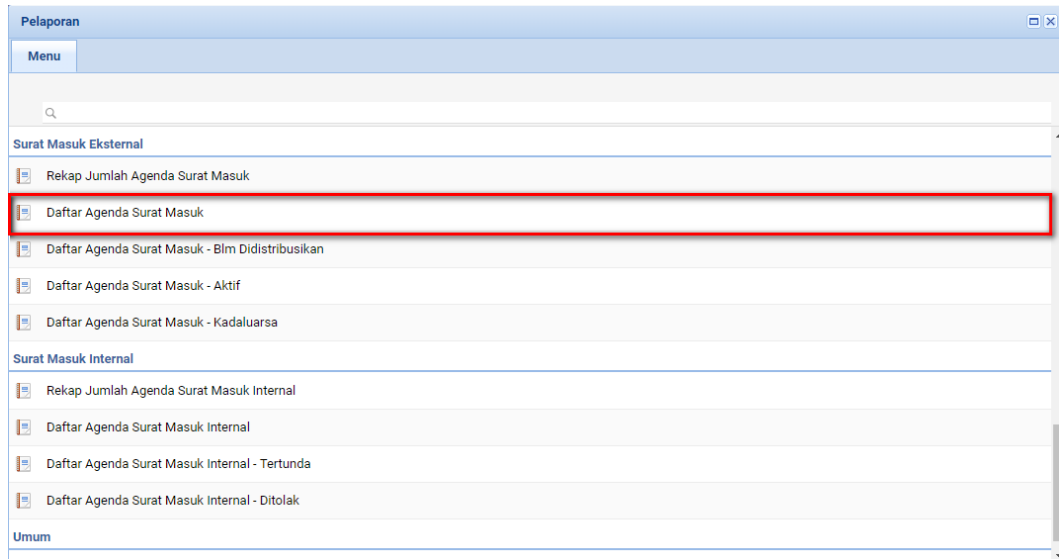 Pelaporan
Menu
Surat Masuk Eksternal
Rekap Jumlah Agenda Surat Masuk
Daftar Agenda Surat Masuk
Daftar Agenda Surat Masuk - Blm Didistribusikan
Daftar Agenda Surat Masuk - Aktif
Daftar Agenda Surat Masuk - Kadaluarsa
Surat Masuk Internal
Rekap Jumlah Agenda Surat Masuk Internal
Daftar Agenda Surat Masuk Internal
Daftar Agenda Surat Masuk Internal - Tertunda
Daftar Agenda Surat Masuk Internal - Ditolak
Umum